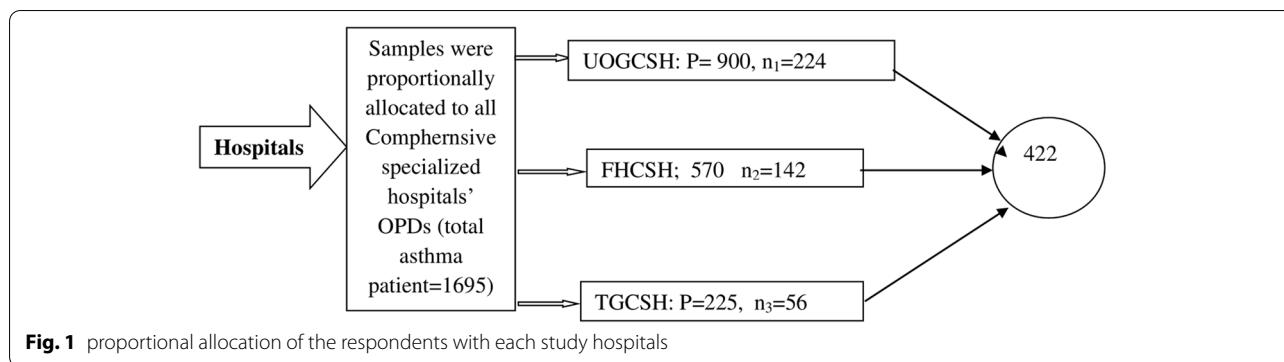 Hospitals
Samples were
proportionally
allocated to all
Comphernsive
specialized
hospitals'
OPDs (total
asthma
patient=1695)
UOGCSH: P= 900, n₁=224
FHCSH; 570 n₂=142
TGCSH: P=225, n₃=56
422
Fig. 1 proportional allocation of the respondents with each study hospitals